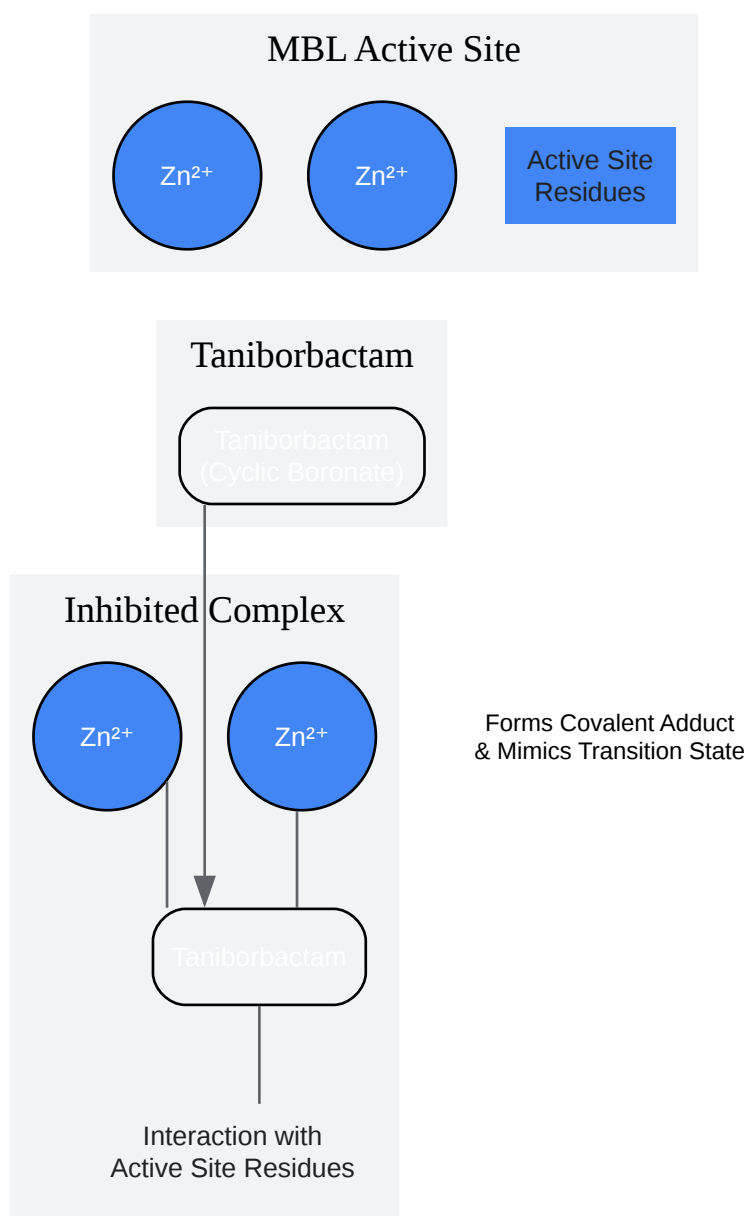 MBL Active Site
Zn²⁺
Zn²⁺
Active Site
Residues
Taniborbactam
Taniborbactam
(Cyclic Boronate)
Inhibited Complex
Zn²⁺
Zn²⁺
Forms Covalent Adduct
& Mimics Transition State
Taniborbactam
Interaction with
Active Site Residues